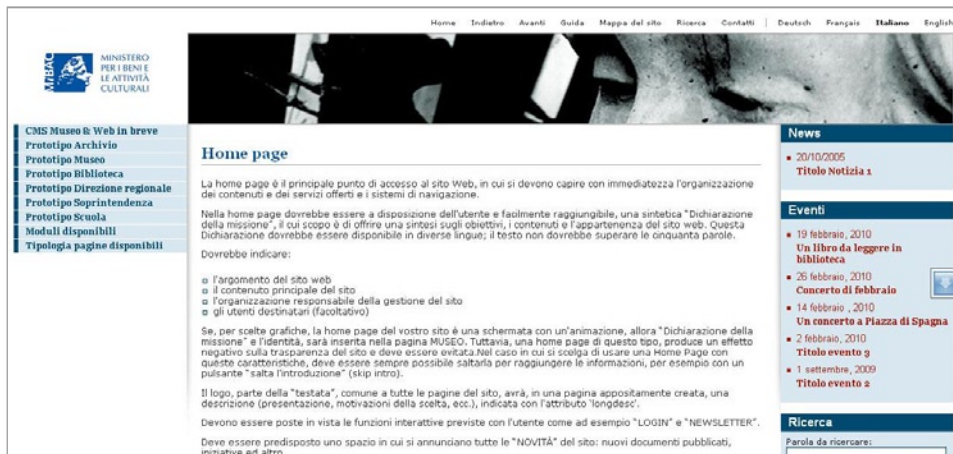 Home Indietro Avanti Guida Mappa del sito Ricerca Contatti | Deutsch Français Italiano English
MiBAC
MINISTERO
PER I BENI E
LE ATTIVITÀ
CULTURALI
CMS Museo & Web in breve
Prototipo Archivio
Prototipo Museo
Prototipo Biblioteca
Prototipo Direzione regionale
Prototipo Soprintendenza
Prototipo Scuola
Moduli disponibili
Tipologia pagine disponibili
Home page
La home page è il principale punto di accesso al sito Web, in cui si devono capire con immediatezza l'organizzazione
dei contenuti e dei servizi offerti e i sistemi di navigazione.
Nella home page dovrebbe essere a disposizione dell'utente e facilmente raggiungibile, una sintetica "Dichiarazione
della missione", il cui scopo è di offrire una sintesi sugli obiettivi, i contenuti e l'appartenenza del sito web. Questa
Dichiarazione dovrebbe essere disponibile in diverse lingue; il testo non dovrebbe superare le cinquanta parole.
Dovrebbe indicare:
l'argomento del sito web
il contenuto principale del sito
l'organizzazione responsabile della gestione del sito
gli utenti destinatari (facoltativo)
Se, per scelte grafiche, la home page del vostro sito è una schermata con un'animazione, allora "Dichiarazione della
missione" e l'identità, sarà inserita nella pagina MUSEO. Tuttavia, una home page di questo tipo, produce un effetto
negativo sulla trasparenza del sito e deve essere evitata.Nel caso in cui si scelga di usare una Home Page con
queste caratteristiche, deve essere sempre possibile saltarla per raggiungere le informazioni, per esempio con un
pulsante "salta l'introduzione" (skip intro).
Il logo, parte della "testata", comune a tutte le pagine del sito, avrà, in una pagina appositamente creata, una
descrizione (presentazione, motivazioni della scelta, ecc.), indicata con l'attributo 'longdesc'.
Devono essere poste in vista le funzioni interattive previste con l'utente come ad esempio "LOGIN" e "NEWSLETTER".
Deve essere predisposto uno spazio in cui si annunciano tutte le "NOVITÀ" del sito: nuovi documenti pubblicati,
iniziative ed altro
News
20/10/2005
Titolo Notizia 1
Eventi
19 febbraio, 2010
Un libro da leggere in
biblioteca
26 febbraio, 2010
Concerto di febbraio
14 febbraio , 2010
Un concerto a Piazza di Spagna
2 febbraio, 2010
Titolo evento 3
1 settembre, 2009
Titolo evento 2
Ricerca
Parola da ricercare: